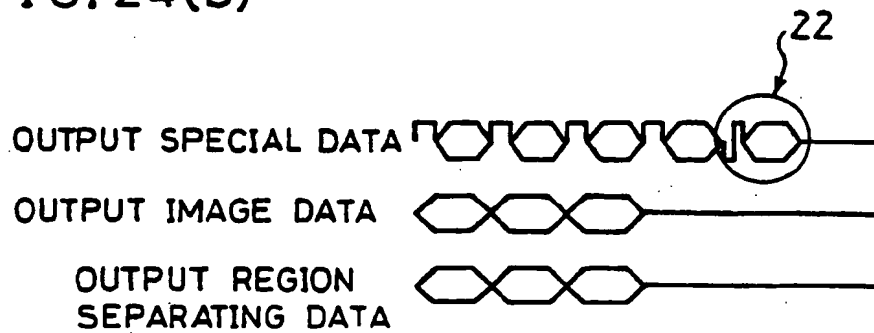 22
OUTPUT SPECIAL DATA
OUTPUT IMAGE DATA
OUTPUT REGION
SEPARATING DATA